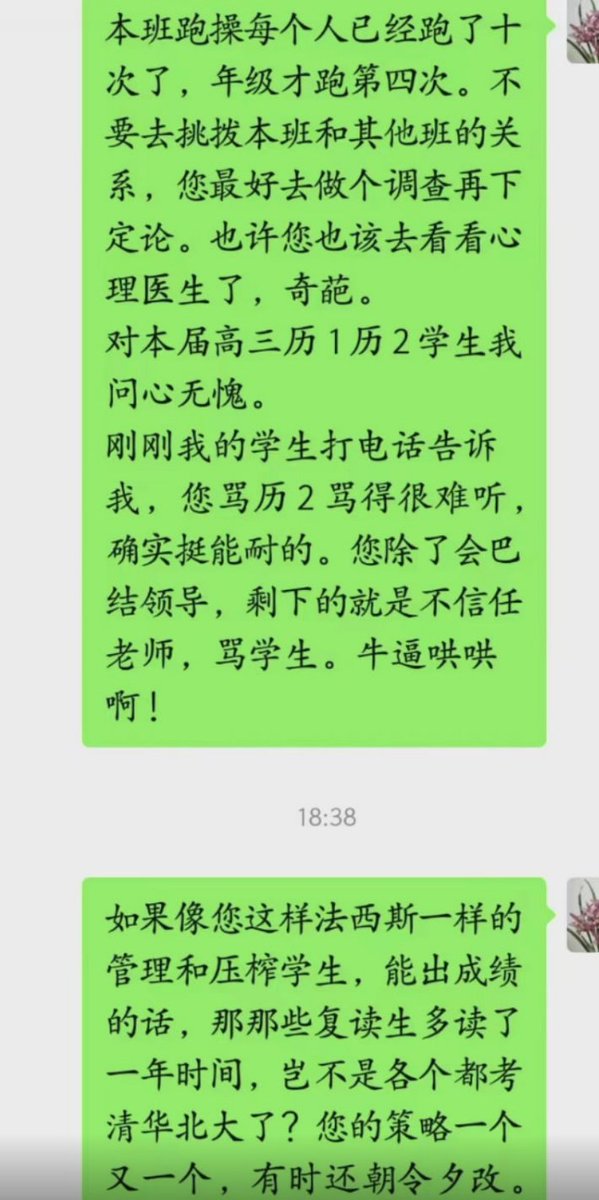 本班跑操每个人已经跑了十
次了，年级才跑第四次。不
要去挑拨本班和其他班的关
系，您最好去做个调查再下
定论。也许您也该去看看心
理医生了，奇葩。
对本届高三历1历2学生我
问心无愧。
刚刚我的学生打电话告诉
我，您骂历2骂得很难听，
确实挺能耐的。您除了会巴
结领导，剩下的就是不信任
老师，骂学生。牛逼哄哄
啊！
18:38
如果像您这样法西斯一样的
管理和压榨学生，能出成绩
的话，那那些复读生多读了
一年时间，岂不是各个都考
清华北大了？您的策略一个
又一个，有时还朝令夕改。